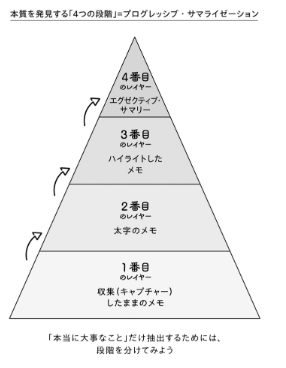 本質を発見する「4つの段階」=プログレッシブ・サマライゼーション
4番目
のレイヤー
エグゼクティブ・
サマリー
3番目
のレイヤー
ハイライトした
メモ
2番目
のレイヤー
太字のメモ
1番目
のレイヤー
収集(キャプチャー)
したままのメモ
「本当に大事なこと」だけ抽出するためには、
段階を分けてみよう